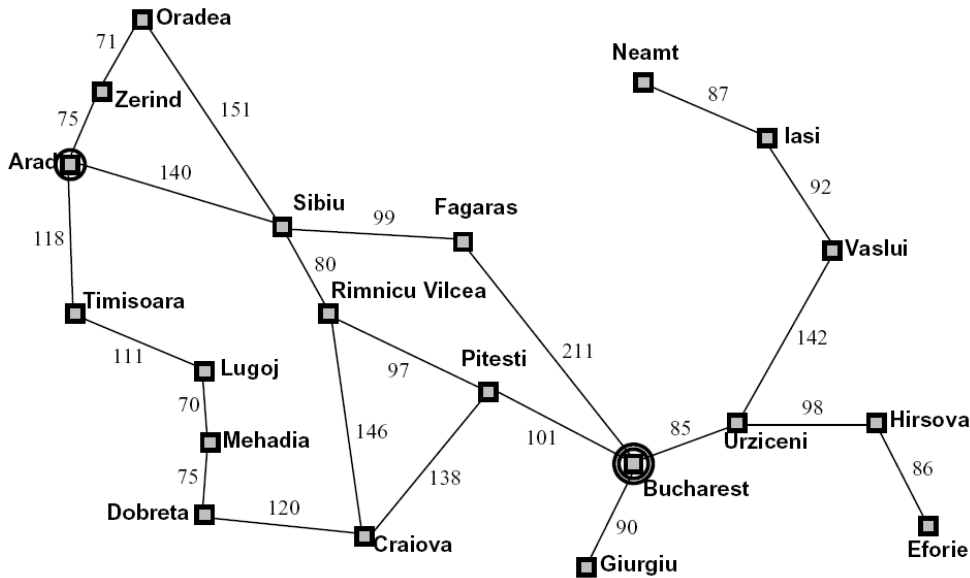 Oradea
71
Neamt
Zerind
87
75
151
Iasi
Arad
140
92
Sibiu
99
Fagaras
118
80
Vaslui
Timisoara
Rimnicu Vilcea
111
Lugoj
97
Pitesti
211
142
70
98
Hirsova
Mehadia
146
101
85
Urziceni
75
138
86
Dobreta
120
Bucharest
90
Craiova
Giurgiu
Eforie